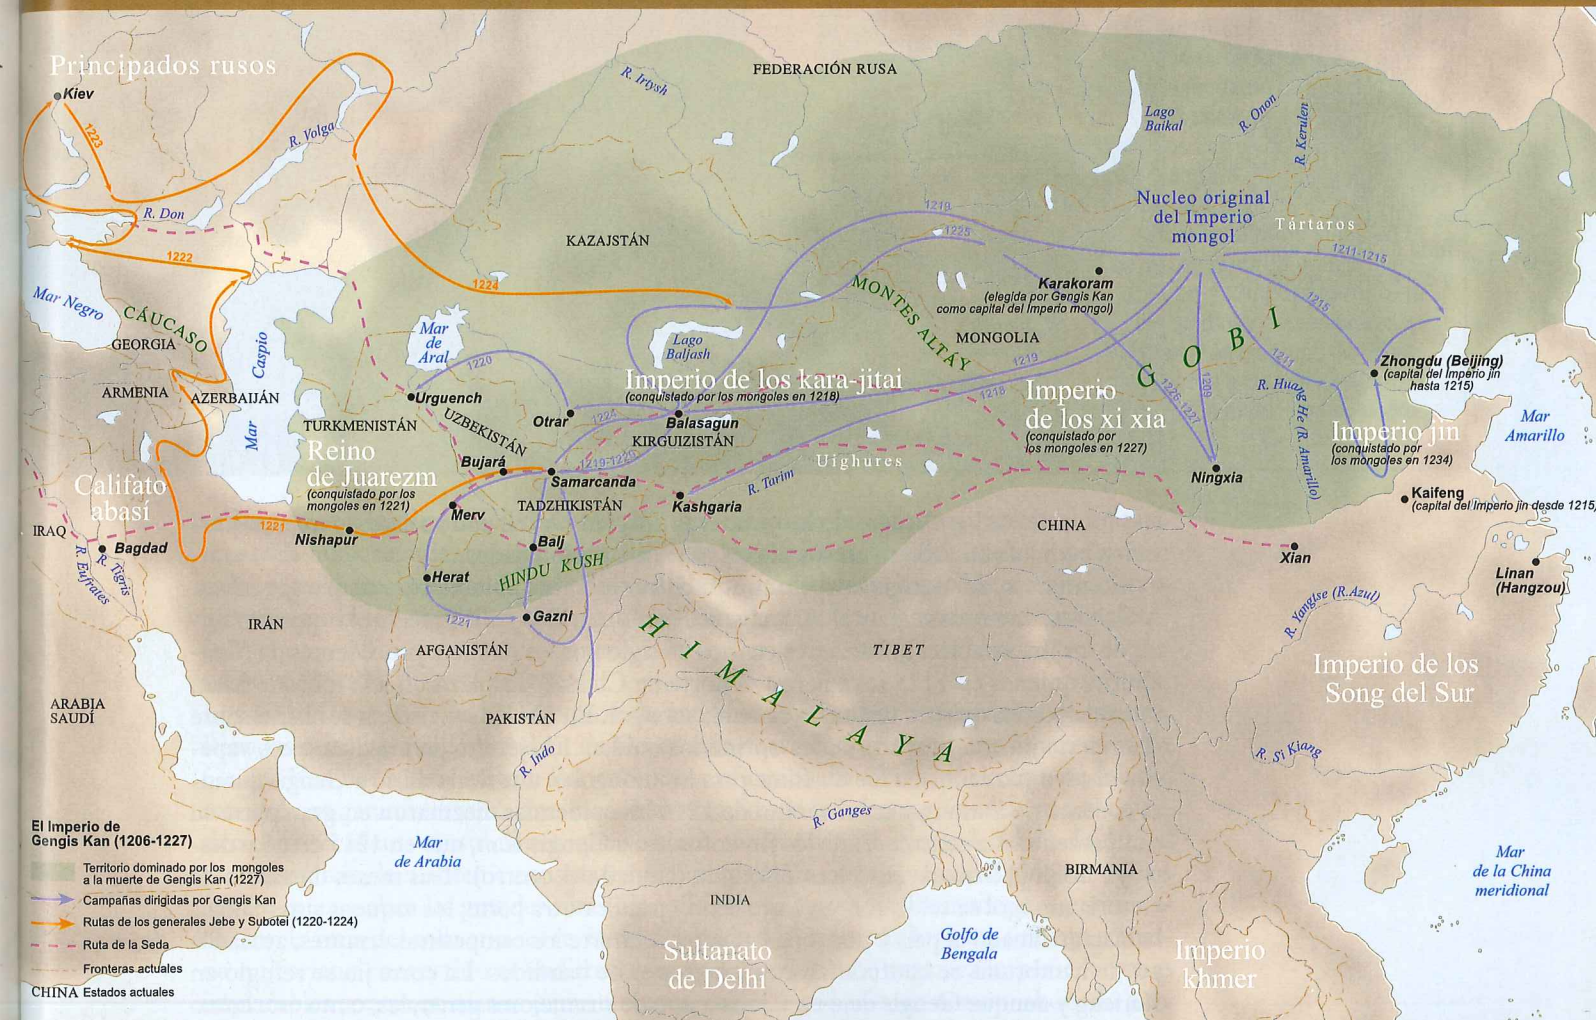 Principados rusos
Kiev
1223
R. Volga
R. Irtysh
FEDERACIÓN RUSA
Lago
Baikal
R. Onon
R. Kerulen
R. Don
1222
Mar Negro
CÁUCASO
GEORGIA
ARMENIA
AZERBAIJÁN
Mar Caspio
KAZAJSTÁN
1224
1219
1225
Nucleo original
del Imperio
mongol
Tártaros
1211-1215
1215
Karakoram
(elegida por Gengis Kan
como capital del Imperio mongol)
MONTES ALTÁY
MONGOLIA
GOBI
Mar
de
Aral
Lago
Baljash
1220
1219
1218
1211
1209
1226-1227
Zhongdu (Beijing)
(capital del Imperio jin
hasta 1215)
R. Huang He (R. Amarillo)
Mar
Amarillo
Imperio de los kara-jitai
(conquistado por los mongoles en 1218)
Imperio
de los xi xia
(conquistado por
los mongoles en 1227)
Imperio jin
(conquistado por
los mongoles en 1234)
Urguench
Otrar
1224
Balasagun
KIRGUIZISTÁN
TURKMENISTÁN
UZBEKISTÁN
Reino
de Juarezm
(conquistado por los
mongoles en 1221)
Bujará
1219-1220
Samarcanda
Uighures
R. Tarim
Kashgaria
Ningxia
Kaifeng
(capital del Imperio jin desde 1215)
Califato
abasí
IRAQ
Bagdad
R. Tigris
R. Eufrates
1221
Nishapur
Merv
TADZHIKISTÁN
Balj
HINDU KUSH
Herat
1221
Gazni
CHINA
Xian
Linan
(Hangzou)
R. Yangtse (R.Azul)
IRÁN
AFGANISTÁN
HIMALAYA
TIBET
Imperio de los
Song del Sur
ARABIA
SAUDÍ
PAKISTÁN
R. Indo
R. Si Kiang
R. Ganges
El Imperio de
Gengis Kan (1206-1227)
Territorio dominado por los mongoles
a la muerte de Gengis Kan (1227)
Campañas dirigidas por Gengis Kan
Rutas de los generales Jebe y Subotei (1220-1224)
Ruta de la Seda
Fronteras actuales
CHINA Estados actuales
Mar
de Arabia
INDIA
Sultanato
de Delhi
BIRMANIA
Golfo de
Bengala
Imperio
khmer
Mar
de la China
meridional